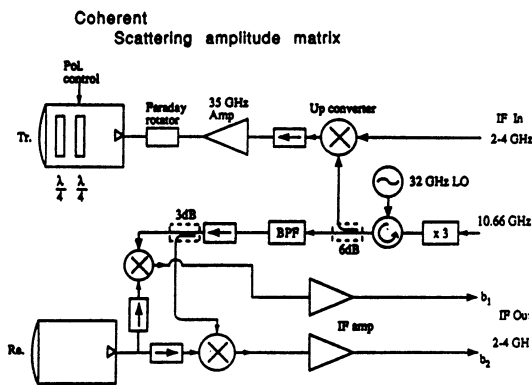 Coherent
Scattering amplitude matrix
Pol.
control
Faraday
rotator
35 GHz
Amp
Up converter
IF In
2-4 GHz
Tr.
λ/4 λ/4
32 GHz LO
3dB
BPF
6dB
x 3
10.66 GHz
b1
IF Ou
IF amp
2-4 GH
b2
Re.